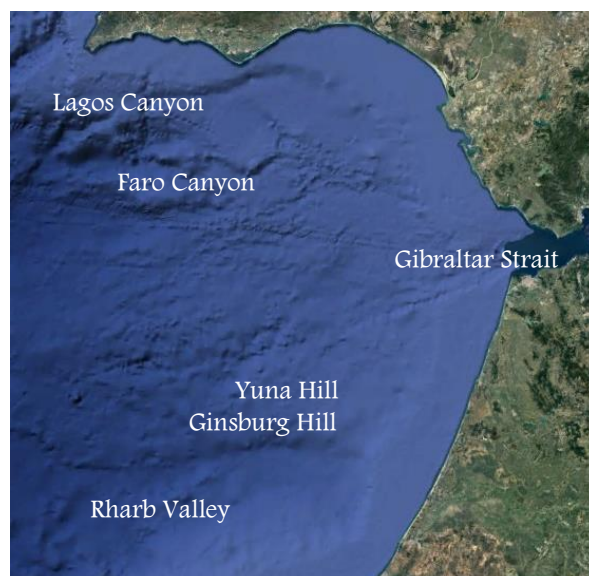 Lagos Canyon
Faro Canyon
Gibraltar Strait
Yuna Hill
Ginsburg Hill
Rharb Valley